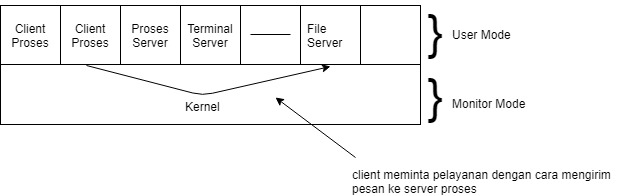 Client
Proses
Client
Proses
Proses
Server
Terminal
Server
File
Server
User Mode
Kernel
Monitor Mode
client meminta pelayanan dengan cara mengirim
pesan ke server proses